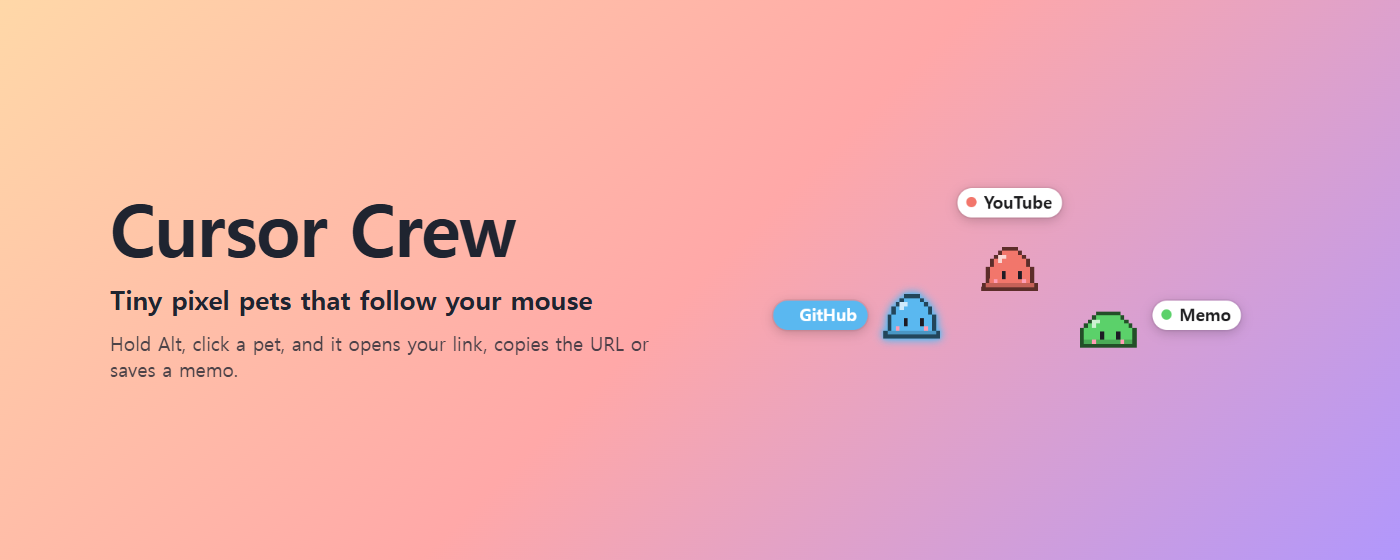 Cursor Crew
Tiny pixel pets that follow your mouse
Hold Alt, click a pet, and it opens your link, copies the URL or
saves a memo.
YouTube
GitHub
Memo